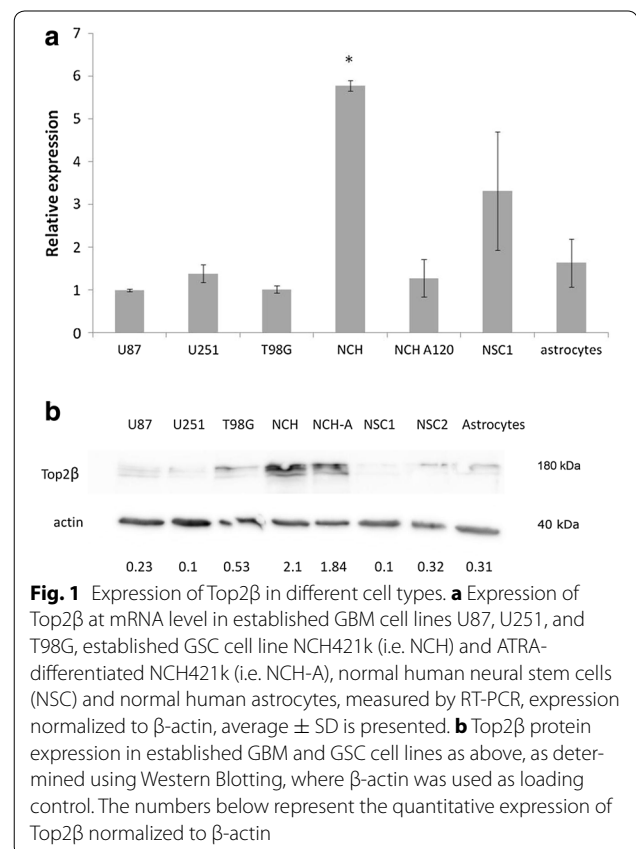 a
7
6
5
4
3
2
1
0
Relative expression
*
U87 U251 T98G NCH NCH A120 NSC1 astrocytes
b
U87 U251 T98G NCH NCH-A NSC1 NSC2 Astrocytes
Top2β 180 kDa
actin 40 kDa
0.23 0.1 0.53 2.1 1.84 0.1 0.32 0.31
Fig. 1 Expression of Top2β in different cell types. a Expression of
Top2β at mRNA level in established GBM cell lines U87, U251, and
T98G, established GSC cell line NCH421k (i.e. NCH) and ATRA-
differentiated NCH421k (i.e. NCH-A), normal human neural stem cells
(NSC) and normal human astrocytes, measured by RT-PCR, expression
normalized to β-actin, average ± SD is presented. b Top2β protein
expression in established GBM and GSC cell lines as above, as deter-
mined using Western Blotting, where β-actin was used as loading
control. The numbers below represent the quantitative expression of
Top2β normalized to β-actin